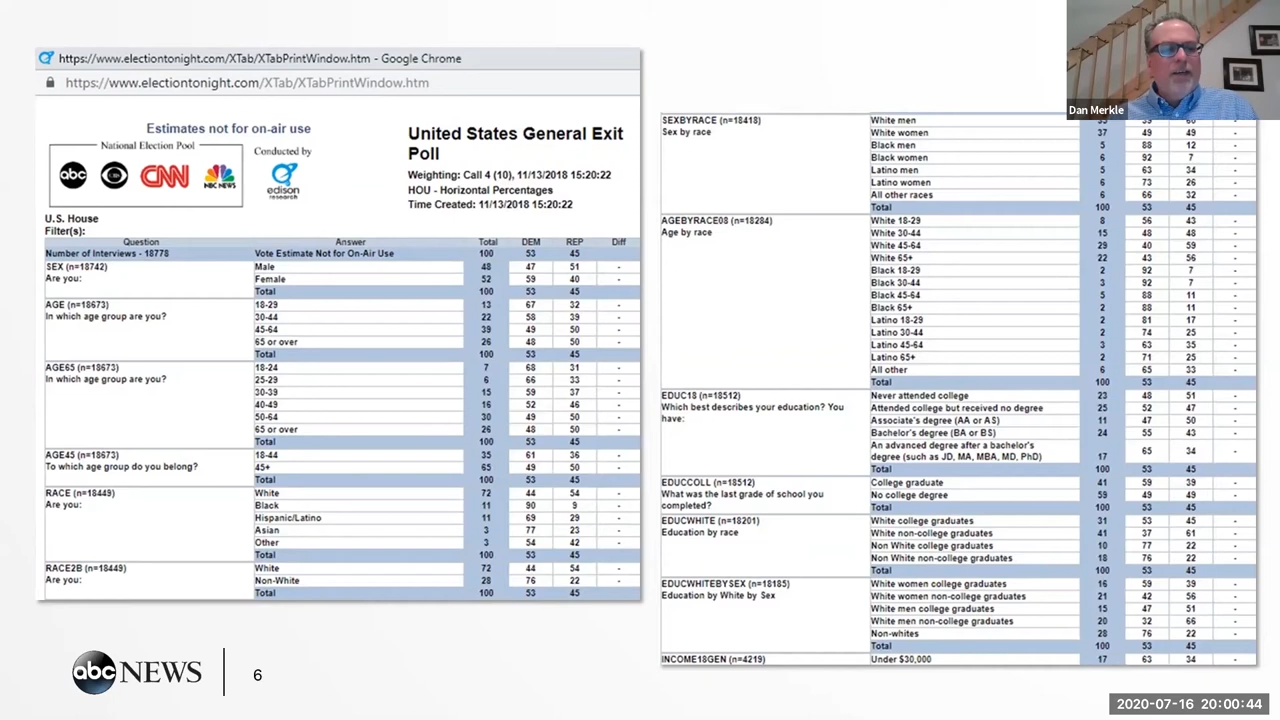 https://www.electiontonight.com/XTab/XTabPrintWindow.htm - Google Chrome
https://www.electiontonight.com/XTab/XTabPrintWindow.htm
Estimates not for on-air use
National Election Pool
Conducted by
abc CBS CNN NBC NEWS
edison
research
United States General Exit
Poll
Weighting: Call 4 (10), 11/13/2018 15:20:22
HOU - Horizontal Percentages
Time Created: 11/13/2018 15:20:22
U.S. House
Filter(s):
Question Answer Total DEM REP Diff
Number of Interviews - 18778 Vote Estimate Not for On-Air Use 100 53 45
SEX (n=18742) Male 48 47 51 -
Are you: Female 52 59 40 -
Total 100 53 45
AGE (n=18673) 18-29 13 67 32 -
In which age group are you? 30-44 22 58 39 -
45-64 39 49 50 -
65 or over 26 48 50 -
Total 100 53 45
AGE65 (n=18673) 18-24 7 68 31 -
In which age group are you? 25-29 6 66 33 -
30-39 15 59 37 -
40-49 16 52 46 -
50-64 30 49 50 -
65 or over 26 48 50 -
Total 100 53 45
AGE45 (n=18673) 18-44 35 61 36 -
To which age group do you belong? 45+ 65 49 50 -
Total 100 53 45
RACE (n=18449) White 72 44 54 -
Are you: Black 11 90 9 -
Hispanic/Latino 11 69 29 -
Asian 3 77 23 -
Other 3 54 42 -
Total 100 53 45
RACE2B (n=18449) White 72 44 54 -
Are you: Non-White 28 76 22 -
Total 100 53 45
SEXBYRACE (n=18418) White men
Sex by race White women 37 49 49 -
Black men 5 88 12 -
Black women 6 92 7 -
Latino men 5 63 34 -
Latino women 6 73 26 -
All other races 6 66 32 -
Total 100 53 45
AGEBYRACE08 (n=18284) White 18-29 8 56 43 -
Age by race White 30-44 15 48 48 -
White 45-64 29 40 59 -
White 65+ 22 43 56 -
Black 18-29 2 92 7 -
Black 30-44 3 92 7 -
Black 45-64 5 88 11 -
Black 65+ 2 88 11 -
Latino 18-29 2 81 17 -
Latino 30-44 2 74 25 -
Latino 45-64 3 63 35 -
Latino 65+ 2 71 25 -
All other 6 65 33 -
Total 100 53 45
EDUC18 (n=18512) Never attended college 23 48 51 -
Which best describes your education? You Attended college but received no degree 25 52 47 -
have: Associate's degree (AA or AS) 11 47 50 -
Bachelor's degree (BA or BS) 24 55 43 -
An advanced degree after a bachelor's
degree (such as JD, MA, MBA, MD, PhD) 17 65 34 -
Total 100 53 45
EDUCCOLL (n=18512) College graduate 41 59 39 -
What was the last grade of school you No college degree 59 49 49 -
completed? Total 100 53 45
EDUCWHITE (n=18201) White college graduates 31 53 45 -
Education by race White non-college graduates 41 37 61 -
Non White college graduates 10 77 22 -
Non White non-college graduates 18 76 22 -
Total 100 53 45
EDUCWHITEBYSEX (n=18185) White women college graduates 16 59 39 -
Education by White by Sex White women non-college graduates 21 42 56 -
White men college graduates 15 47 51 -
White men non-college graduates 20 32 66 -
Non-whites 28 76 22 -
Total 100 53 45
INCOME18GEN (n=4219) Under $30,000 17 63 34 -
Dan Merkle
abc NEWS 6
2020-07-16 20:00:44